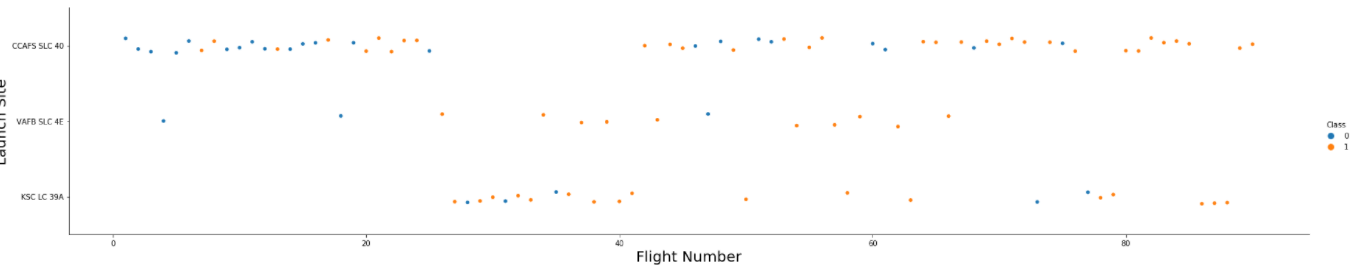 CCAFS SLC 40
VAFB SLC 4E
KSC LC 39A
Launch Site
0 20 40 60 80
Flight Number
Class
0
1